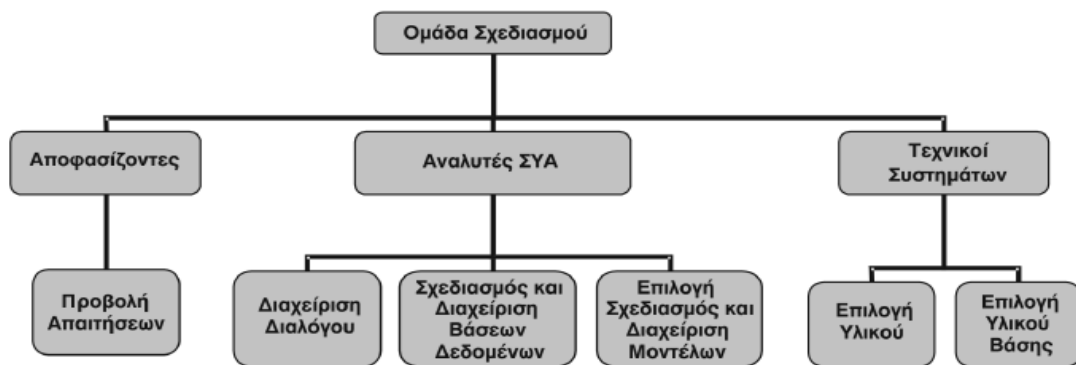 Ομάδα Σχεδιασμού
Αποφασίζοντες
Αναλυτές ΣΥΑ
Τεχνικοί
Συστημάτων
Προβολή
Απαιτήσεων
Διαχείριση
Διαλόγου
Σχεδιασμός και
Διαχείριση
Βάσεων
Δεδομένων
Επιλογή
Σχεδιασμός και
Διαχείριση
Μοντέλων
Επιλογή
Υλικού
Επιλογή
Υλικού
Βάσης